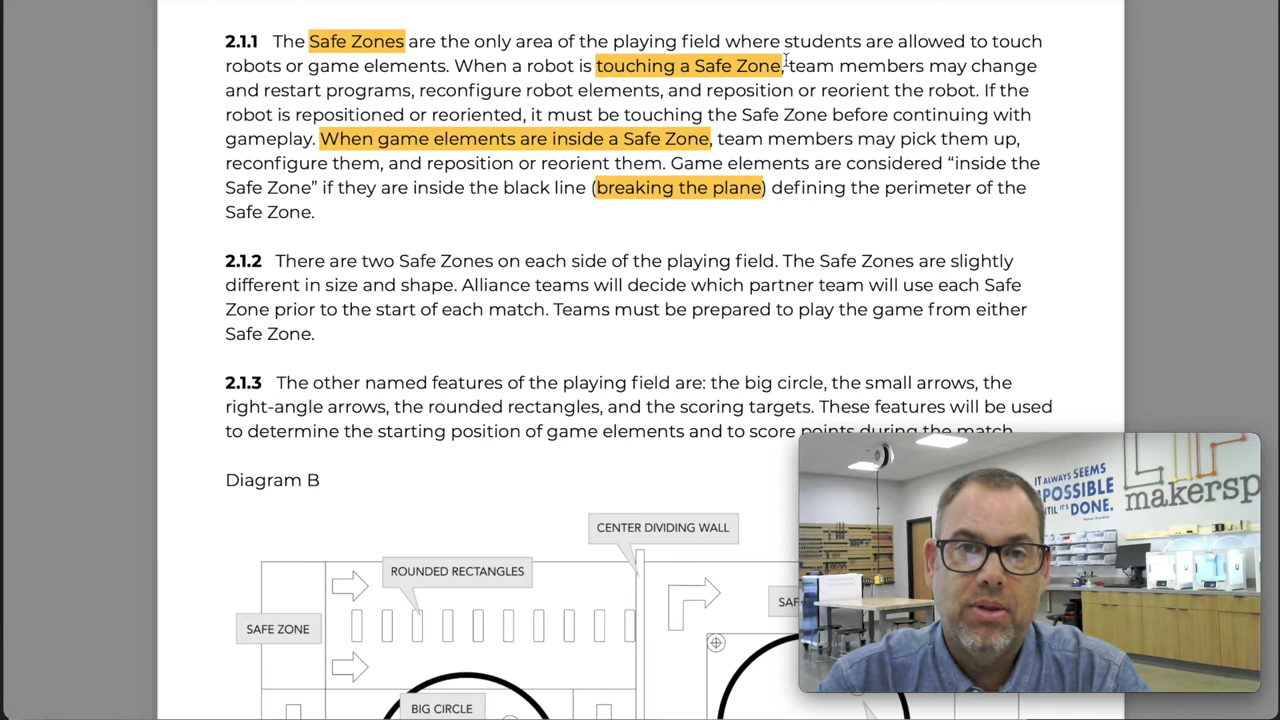 2.1.1 The Safe Zones are the only area of the playing field where students are allowed to touch
robots or game elements. When a robot is touching a Safe Zone, team members may change
and restart programs, reconfigure robot elements, and reposition or reorient the robot. If the
robot is repositioned or reoriented, it must be touching the Safe Zone before continuing with
gameplay. When game elements are inside a Safe Zone, team members may pick them up,
reconfigure them, and reposition or reorient them. Game elements are considered “inside the
Safe Zone” if they are inside the black line (breaking the plane) defining the perimeter of the
Safe Zone.
2.1.2 There are two Safe Zones on each side of the playing field. The Safe Zones are slightly
different in size and shape. Alliance teams will decide which partner team will use each Safe
Zone prior to the start of each match. Teams must be prepared to play the game from either
Safe Zone.
2.1.3 The other named features of the playing field are: the big circle, the small arrows, the
right-angle arrows, the rounded rectangles, and the scoring targets. These features will be used
to determine the starting position of game elements and to score points during the match.
Diagram B
CENTER DIVIDING WALL
ROUNDED RECTANGLES
SAF
SAFE ZONE
BIG CIRCLE
IT ALWAYS SEEMS
MPOSSIBLE
UNTIL IT'S DONE.
makersp